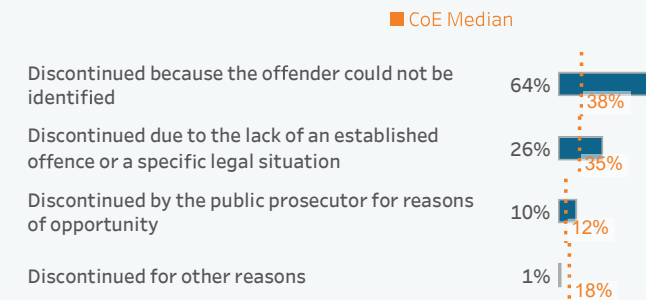 CoE Median
Discontinued because the offender could not be
identified
64%
38%
Discontinued due to the lack of an established
offence or a specific legal situation
26%
35%
Discontinued by the public prosecutor for reasons
of opportunity
10%
12%
Discontinued for other reasons
1%
18%